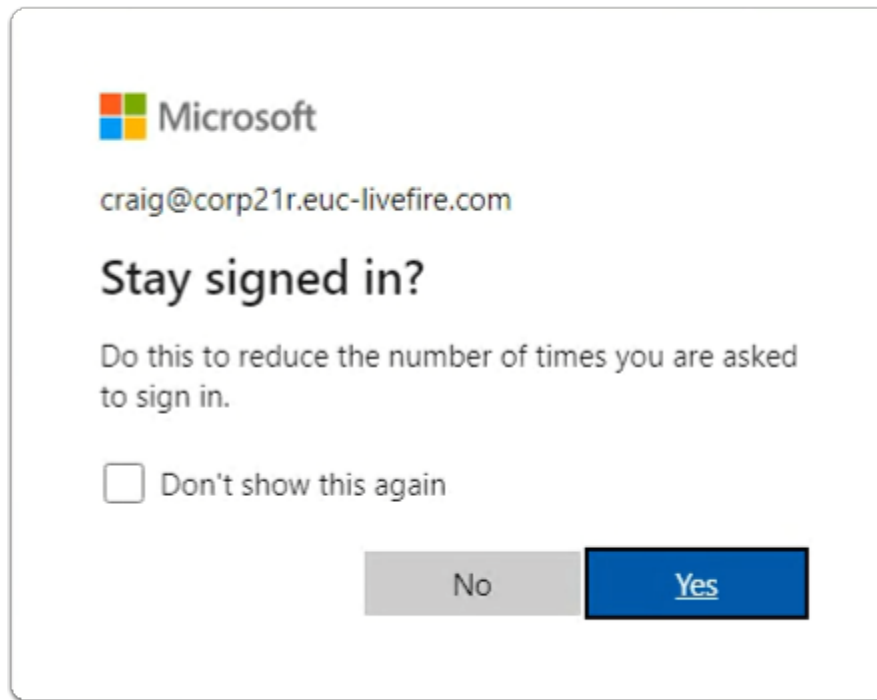 Microsoft
craig@corp21r.euc-livefire.com
Stay signed in?
Do this to reduce the number of times you are asked
to sign in.
Don't show this again
No
Yes